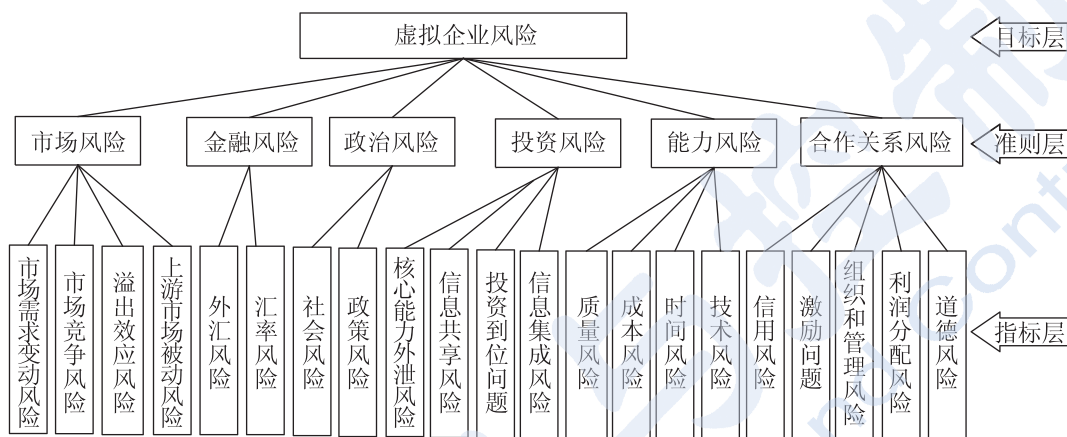 虚拟企业风险
目标层
市场风险
金融风险
政治风险
投资风险
能力风险
合作关系风险
准则层
市场需求变动风险
市场竞争风险
溢出效应风险
上游市场被动风险
外汇风险
汇率风险
社会风险
政策风险
核心能力外泄风险
信息共享风险
投资到位问题
信息集成风险
质量风险
成本风险
时间风险
技术风险
信用风险
激励问题
组织和管理风险
利润分配风险
道德风险
指标层